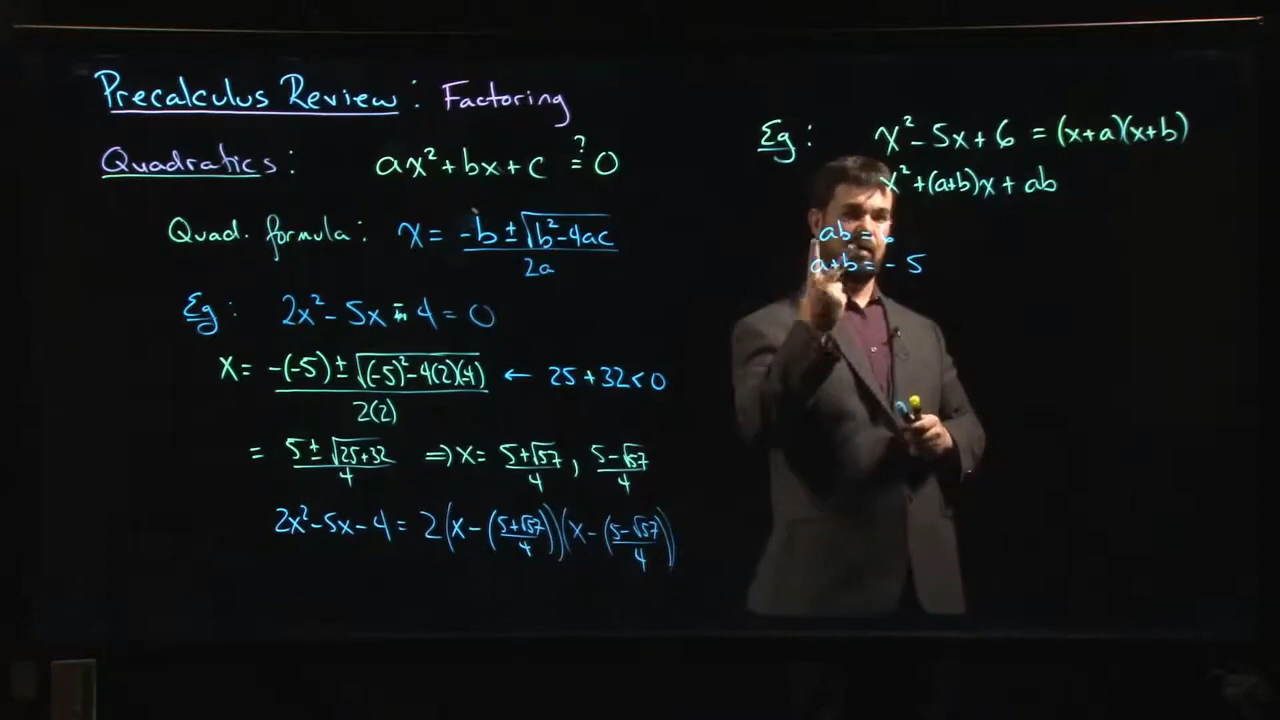 Precalculus Review: Factoring
Quadratics: ax² + bx + c ≟ 0
Quad. formula: x = (-b ± √(b²-4ac)) / 2a
Eg: 2x² - 5x - 4 = 0
x = (-(-5) ± √((-5)² - 4(2)(-4))) / 2(2) ← 25 + 32 < 0
= (5 ± √(25+32)) / 4 ⇒ x = (5+√57)/4, (5-√57)/4
2x² - 5x - 4 = 2(x - ((5+√57)/4))(x - ((5-√57)/4))
Eg: x² - 5x + 6 = (x+a)(x+b)
x² + (a+b)x + ab
ab = 6
a+b = -5